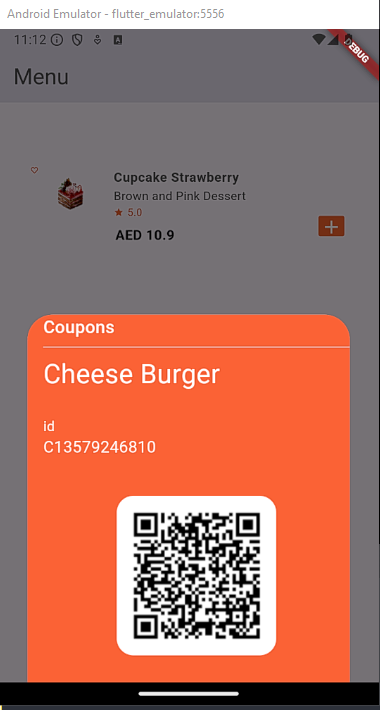 Android Emulator - flutter_emulator:5556
11:12
DEBUG
Menu
Cupcake Strawberry
Brown and Pink Dessert
5.0
AED 10.9
Coupons
Cheese Burger
id
C13579246810